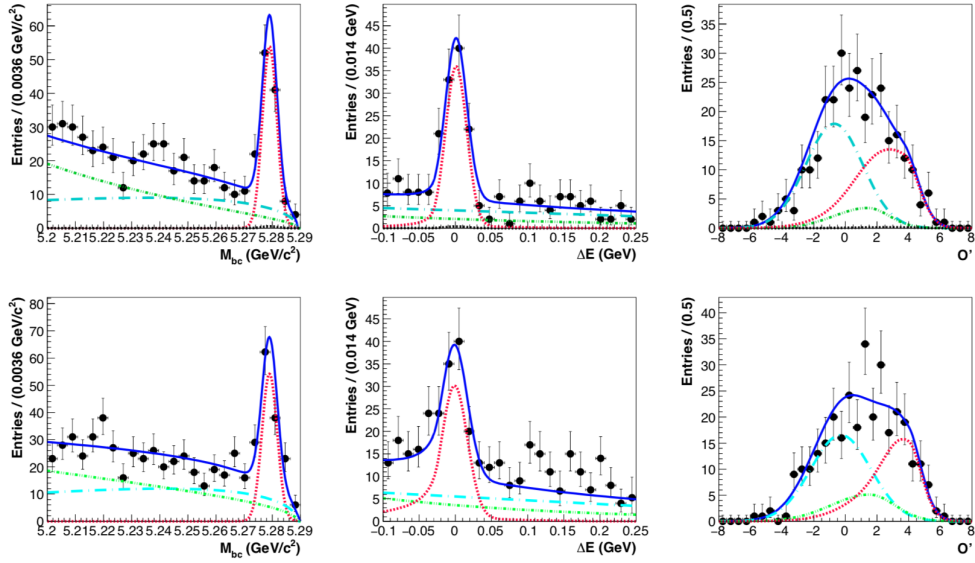 Entries / (0.0036 GeV/c²)
60
50
40
30
20
10
0
5.2 5.21 5.22 5.23 5.24 5.25 5.26 5.27 5.28 5.29
M_bc (GeV/c²)
Entries / (0.014 GeV)
45
40
35
30
25
20
15
10
5
0
-0.1 -0.05 0 0.05 0.1 0.15 0.2 0.25
ΔE (GeV)
Entries / (0.5)
35
30
25
20
15
10
5
0
-8 -6 -4 -2 0 2 4 6 8
O'
Entries / (0.0036 GeV/c²)
80
70
60
50
40
30
20
10
0
5.2 5.21 5.22 5.23 5.24 5.25 5.26 5.27 5.28 5.29
M_bc (GeV/c²)
Entries / (0.014 GeV)
45
40
35
30
25
20
15
10
5
0
-0.1 -0.05 0 0.05 0.1 0.15 0.2 0.25
ΔE (GeV)
Entries / (0.5)
40
35
30
25
20
15
10
5
0
-8 -6 -4 -2 0 2 4 6 8
O'